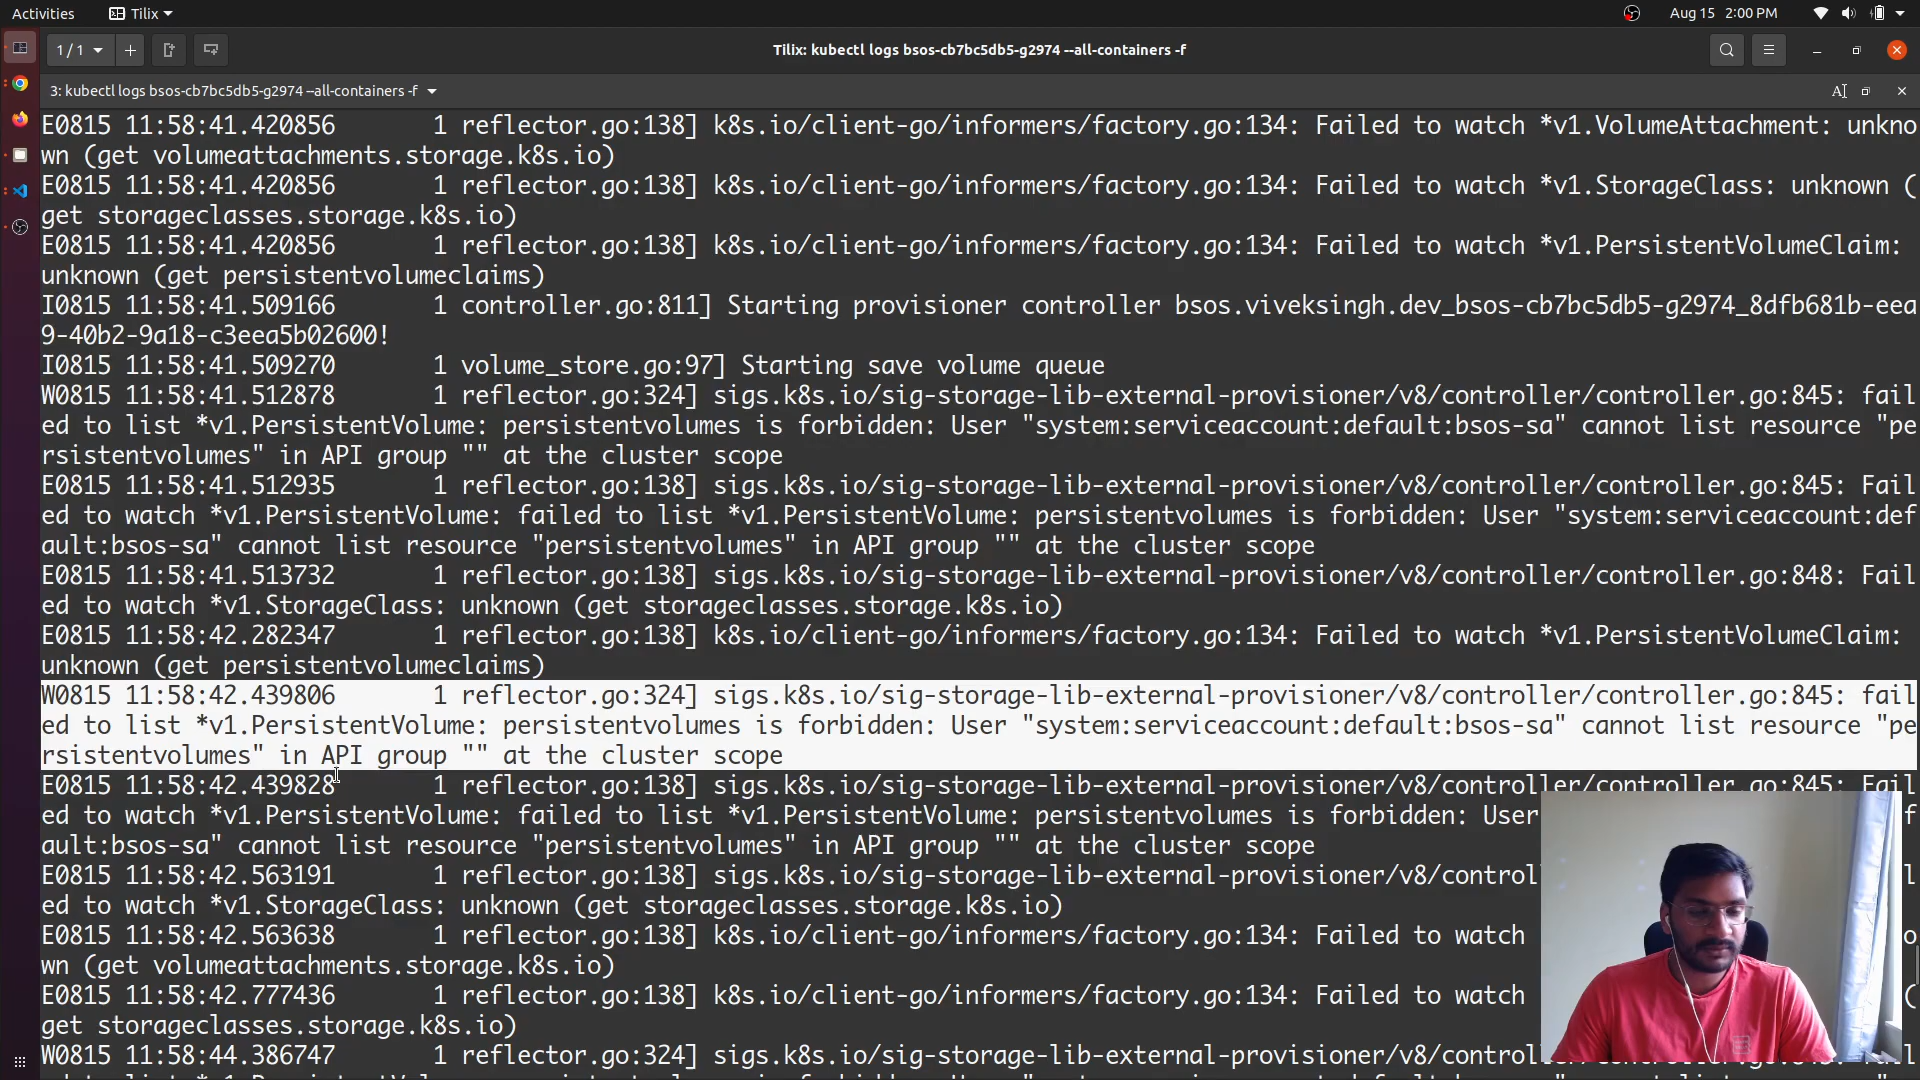 Activities Tilix Aug 15 2:00 PM
1 / 1 Tilix: kubectl logs bsos-cb7bc5db5-g2974 --all-containers -f
3: kubectl logs bsos-cb7bc5db5-g2974 --all-containers -f
E0815 11:58:41.420856       1 reflector.go:138] k8s.io/client-go/informers/factory.go:134: Failed to watch *v1.VolumeAttachment: unkno
wn (get volumeattachments.storage.k8s.io)
E0815 11:58:41.420856       1 reflector.go:138] k8s.io/client-go/informers/factory.go:134: Failed to watch *v1.StorageClass: unknown (
get storageclasses.storage.k8s.io)
E0815 11:58:41.420856       1 reflector.go:138] k8s.io/client-go/informers/factory.go:134: Failed to watch *v1.PersistentVolumeClaim:
unknown (get persistentvolumeclaims)
I0815 11:58:41.509166       1 controller.go:811] Starting provisioner controller bsos.viveksingh.dev_bsos-cb7bc5db5-g2974_8dfb681b-eea
9-40b2-9a18-c3eea5b02600!
I0815 11:58:41.509270       1 volume_store.go:97] Starting save volume queue
W0815 11:58:41.512878       1 reflector.go:324] sigs.k8s.io/sig-storage-lib-external-provisioner/v8/controller/controller.go:845: fail
ed to list *v1.PersistentVolume: persistentvolumes is forbidden: User "system:serviceaccount:default:bsos-sa" cannot list resource "pe
rsistentvolumes" in API group "" at the cluster scope
E0815 11:58:41.512935       1 reflector.go:138] sigs.k8s.io/sig-storage-lib-external-provisioner/v8/controller/controller.go:845: Fail
ed to watch *v1.PersistentVolume: failed to list *v1.PersistentVolume: persistentvolumes is forbidden: User "system:serviceaccount:def
ault:bsos-sa" cannot list resource "persistentvolumes" in API group "" at the cluster scope
E0815 11:58:41.513732       1 reflector.go:138] sigs.k8s.io/sig-storage-lib-external-provisioner/v8/controller/controller.go:848: Fail
ed to watch *v1.StorageClass: unknown (get storageclasses.storage.k8s.io)
E0815 11:58:42.282347       1 reflector.go:138] k8s.io/client-go/informers/factory.go:134: Failed to watch *v1.PersistentVolumeClaim:
unknown (get persistentvolumeclaims)
W0815 11:58:42.439806       1 reflector.go:324] sigs.k8s.io/sig-storage-lib-external-provisioner/v8/controller/controller.go:845: fail
ed to list *v1.PersistentVolume: persistentvolumes is forbidden: User "system:serviceaccount:default:bsos-sa" cannot list resource "pe
rsistentvolumes" in API group "" at the cluster scope
E0815 11:58:42.439828       1 reflector.go:138] sigs.k8s.io/sig-storage-lib-external-provisioner/v8/controller/controller.go:845: Fail
ed to watch *v1.PersistentVolume: failed to list *v1.PersistentVolume: persistentvolumes is forbidden: User f
ault:bsos-sa" cannot list resource "persistentvolumes" in API group "" at the cluster scope
E0815 11:58:42.563191       1 reflector.go:138] sigs.k8s.io/sig-storage-lib-external-provisioner/v8/control
ed to watch *v1.StorageClass: unknown (get storageclasses.storage.k8s.io)
E0815 11:58:42.563638       1 reflector.go:138] k8s.io/client-go/informers/factory.go:134: Failed to watch o
wn (get volumeattachments.storage.k8s.io)
E0815 11:58:42.777436       1 reflector.go:138] k8s.io/client-go/informers/factory.go:134: Failed to watch (
get storageclasses.storage.k8s.io)
W0815 11:58:44.386747       1 reflector.go:324] sigs.k8s.io/sig-storage-lib-external-provisioner/v8/control